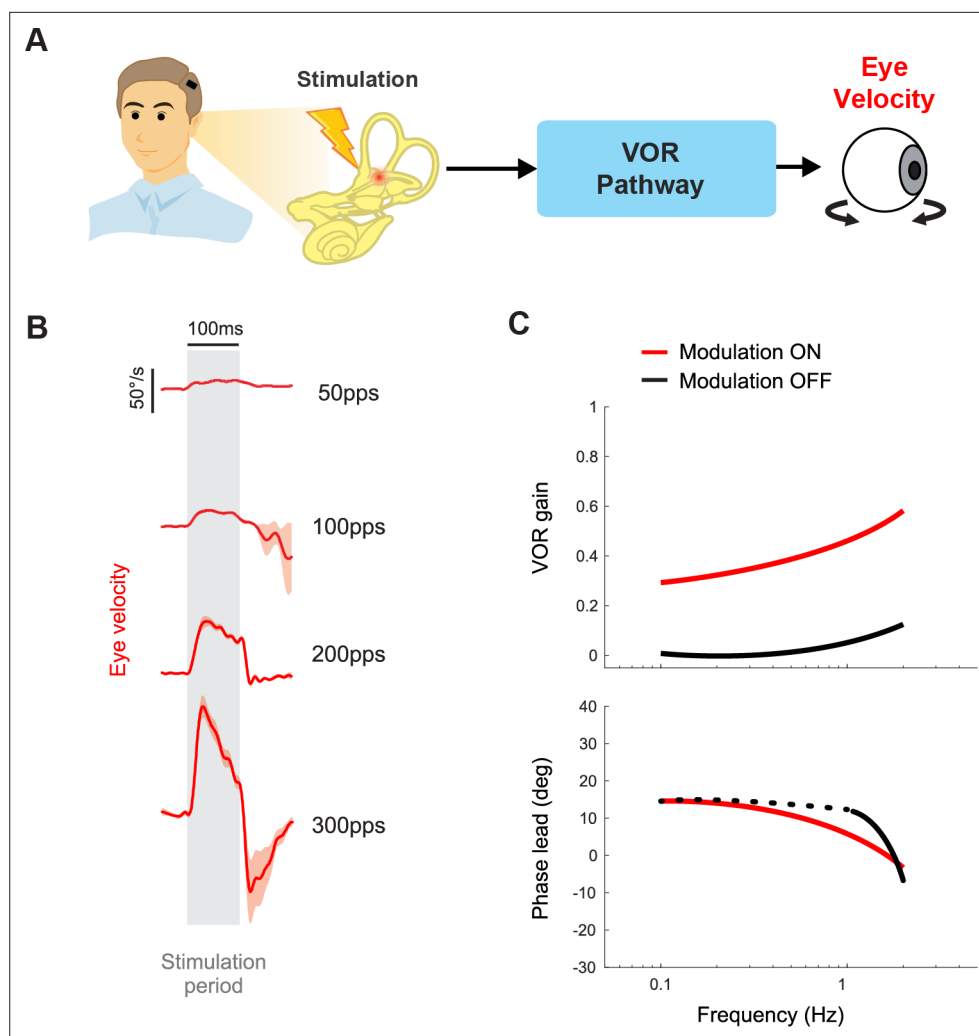 A
Stimulation
VOR
Pathway
Eye
Velocity
B
100ms
50°/s
50pps
100pps
200pps
300pps
Eye velocity
Stimulation
period
C
Modulation ON
Modulation OFF
1
0.8
0.6
0.4
0.2
0
VOR gain
40
30
20
10
0
-10
-20
-30
Phase lead (deg)
0.1
1
Frequency (Hz)